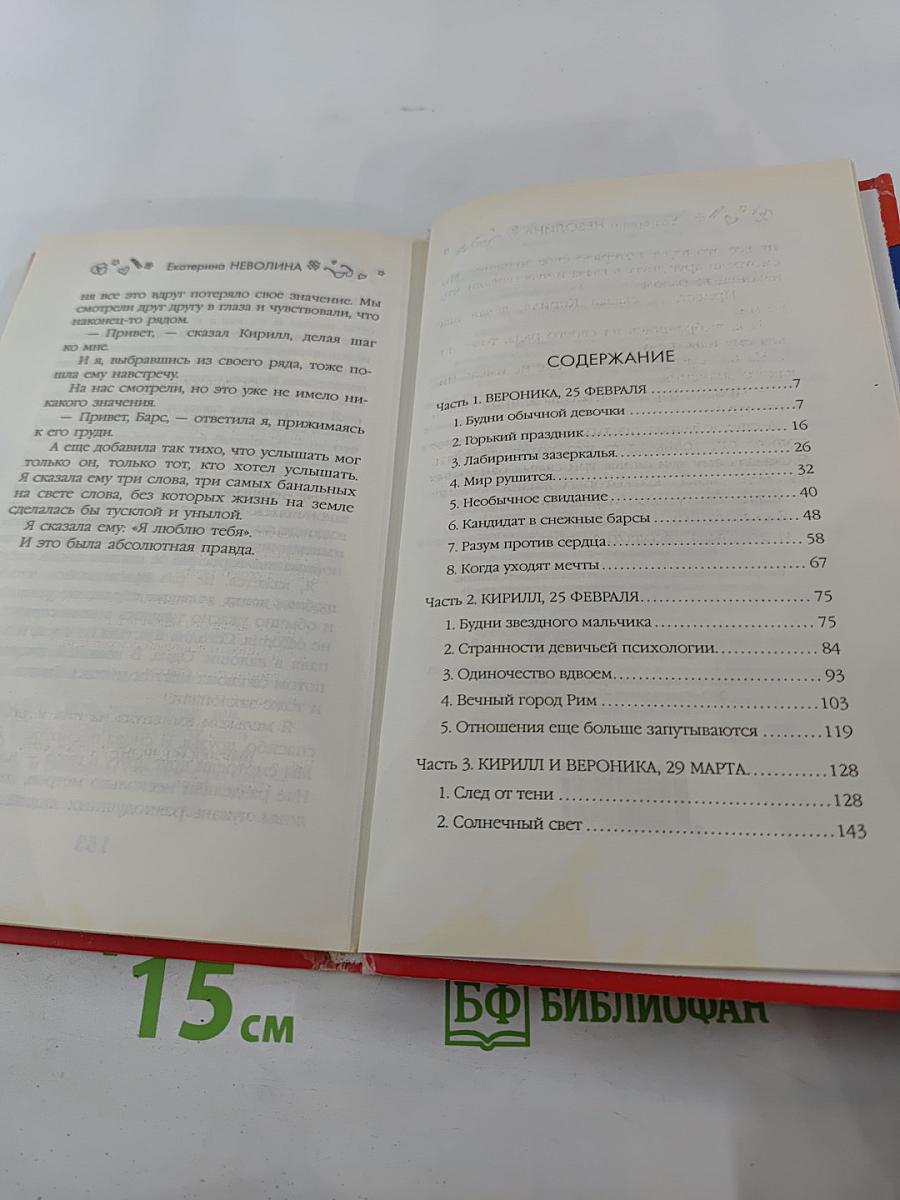 Екатерина НЕВОЛИНА
ня все это вдруг потеряло свое значение. Мы
смотрели друг другу в глаза и чувствовали, что
наконец-то рядом.
— Привет, — сказал Кирилл, делая шаг
ко мне.
И я, выбравшись из своего ряда, тоже по-
шла ему навстречу.
На нас смотрели, но это уже не имело ни-
какого значения.
— Привет, Барс, — ответила я, прижимаясь
к его груди.
А еще добавила так тихо, что услышать мог
только он, только тот, кто хотел услышать.
Я сказала ему три слова, три самых банальных
на свете слова, без которых жизнь на земле
сделалась бы тусклой и унылой.
Я сказала ему: «Я люблю тебя».
И это была абсолютная правда.
СОДЕРЖАНИЕ
Часть 1. ВЕРОНИКА, 25 ФЕВРАЛЯ ....................7
1. Будни обычной девочки ....................7
2. Горький праздник.................... 16
3. Лабиринты зазеркалья.................... 26
4. Мир рушится.................... 32
5. Необычное свидание .................... 40
6. Кандидат в снежные барсы .................... 48
7. Разум против сердца.................... 58
8. Когда уходят мечты .................... 67
Часть 2. КИРИЛЛ, 25 ФЕВРАЛЯ.................... 75
1. Будни звездного мальчика .................... 75
2. Странности девичьей психологии.................... 84
3. Одиночество вдвоем.................... 93
4. Вечный город Рим ....................103
5. Отношения еще больше запутываются ..........119
Часть 3. КИРИЛЛ И ВЕРОНИКА, 29 МАРТА..........128
1. След от тени ....................128
2. Солнечный свет ....................143
15 см
БФ БИБЛИОФАН